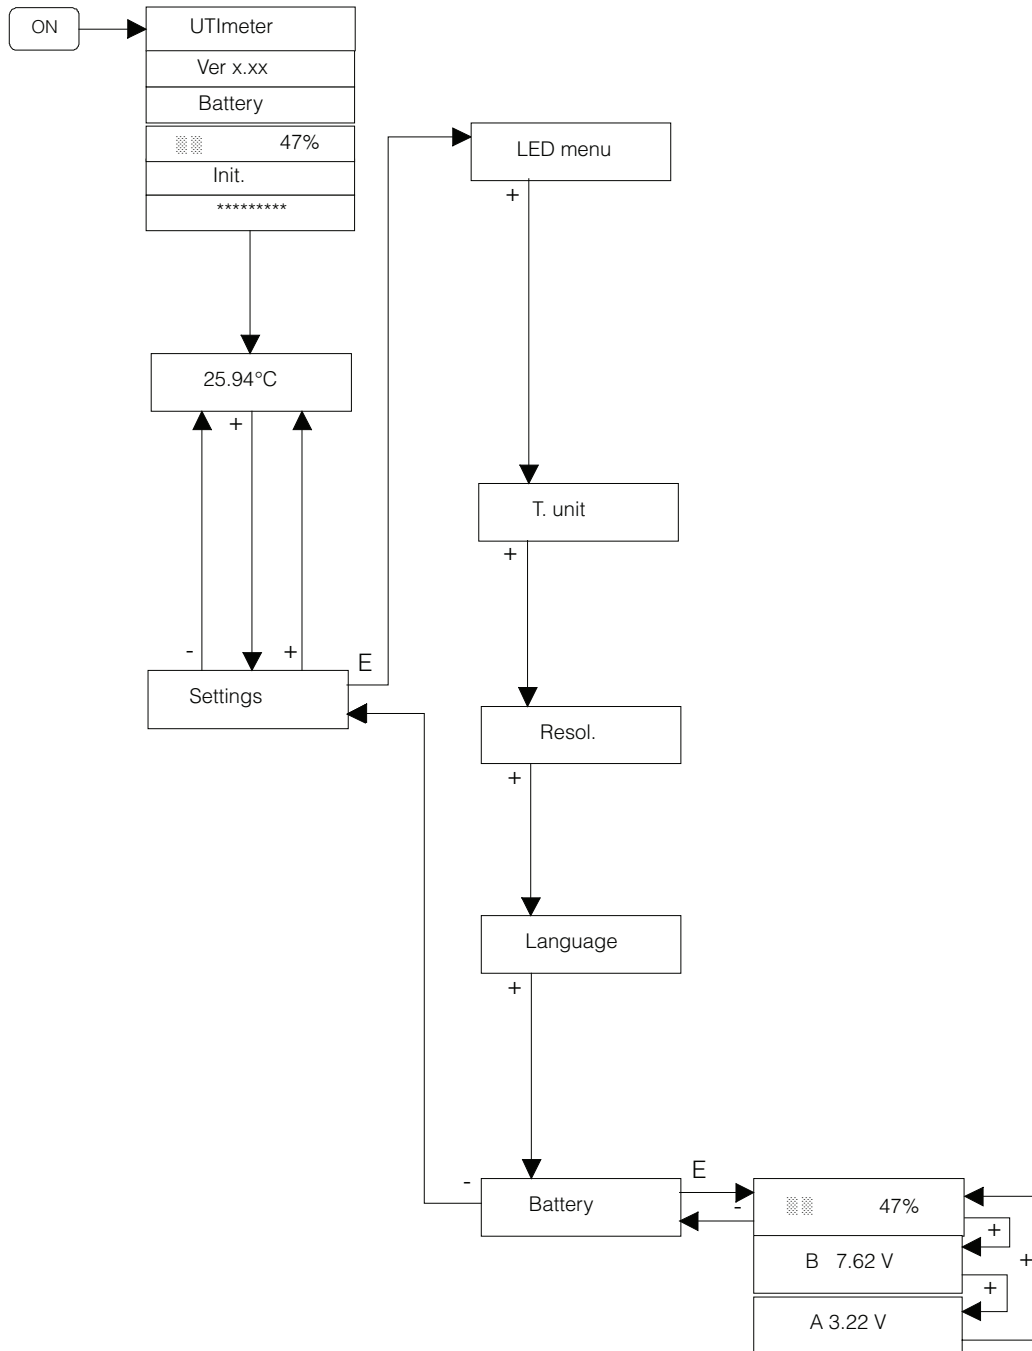 ON
UTImeter
Ver x.xx
Battery
47%
Init.
*********
25.94°C
+
-
+
Settings
E
LED menu
+
T. unit
+
Resol.
+
Language
+
-
Battery
E
-
47%
+
B 7.62 V
+
+
A 3.22 V